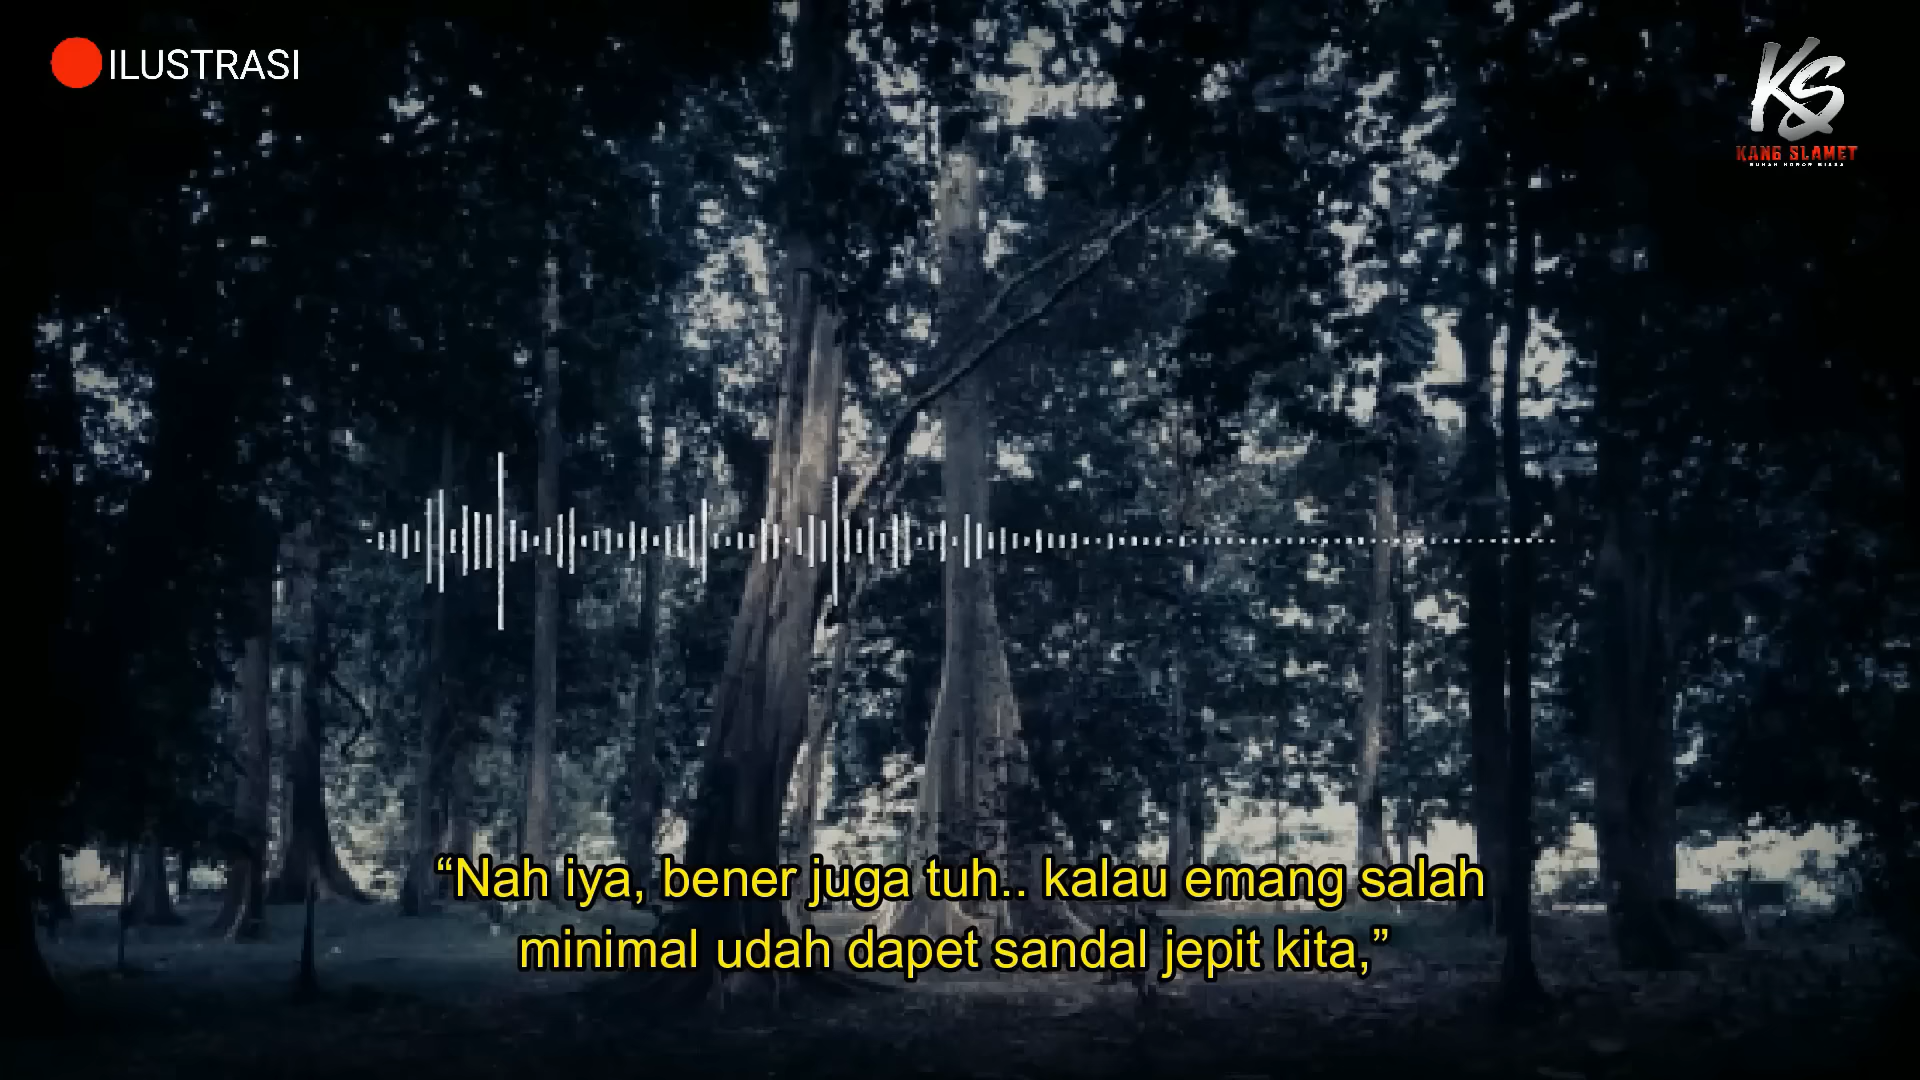 ILUSTRASI
KS
KANG SLAMET
“Nah iya, bener juga tuh.. kalau emang salah
minimal udah dapet sandal jepit kita,”